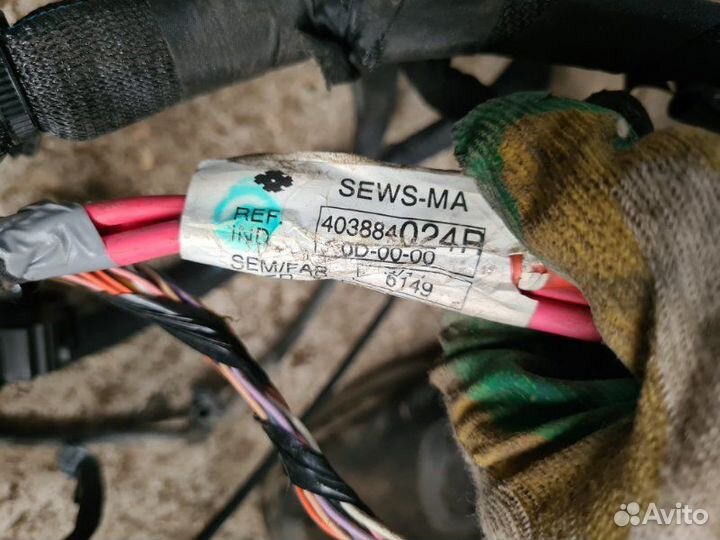 SEWS-MA
REF. 403884024R
IND 0D-00-00
SEM/FAB
6149
Avito